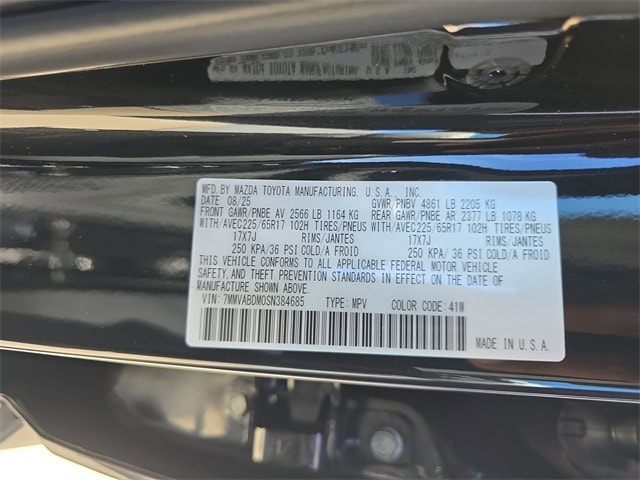 MFD. BY MAZDA TOYOTA MANUFACTURING, U.S.A., INC.
DATE 08/25 GVWR/PNBV 4861 LB 2205 KG
FRONT GAWR/PNBE AV 2566 LB 1164 KG REAR GAWR/PNBE AR 2377 LB 1078 KG
WITH/AVEC225/65R17 102H TIRES/PNEUS WITH/AVEC225/65R17 102H TIRES/PNEUS
17X7J RIMS/JANTES 17X7J RIMS/JANTES
250 KPA/36 PSI COLD/A FROID 250 KPA/36 PSI COLD/A FROID
THIS VEHICLE CONFORMS TO ALL APPLICABLE FEDERAL MOTOR VEHICLE
SAFETY, AND THEFT PREVENTION STANDARDS IN EFFECT ON THE DATE OF
MANUFACTURE SHOWN ABOVE.
VIN: 7MMVABDM0SN384685 TYPE: MPV COLOR CODE: 41W
MADE IN U.S.A.